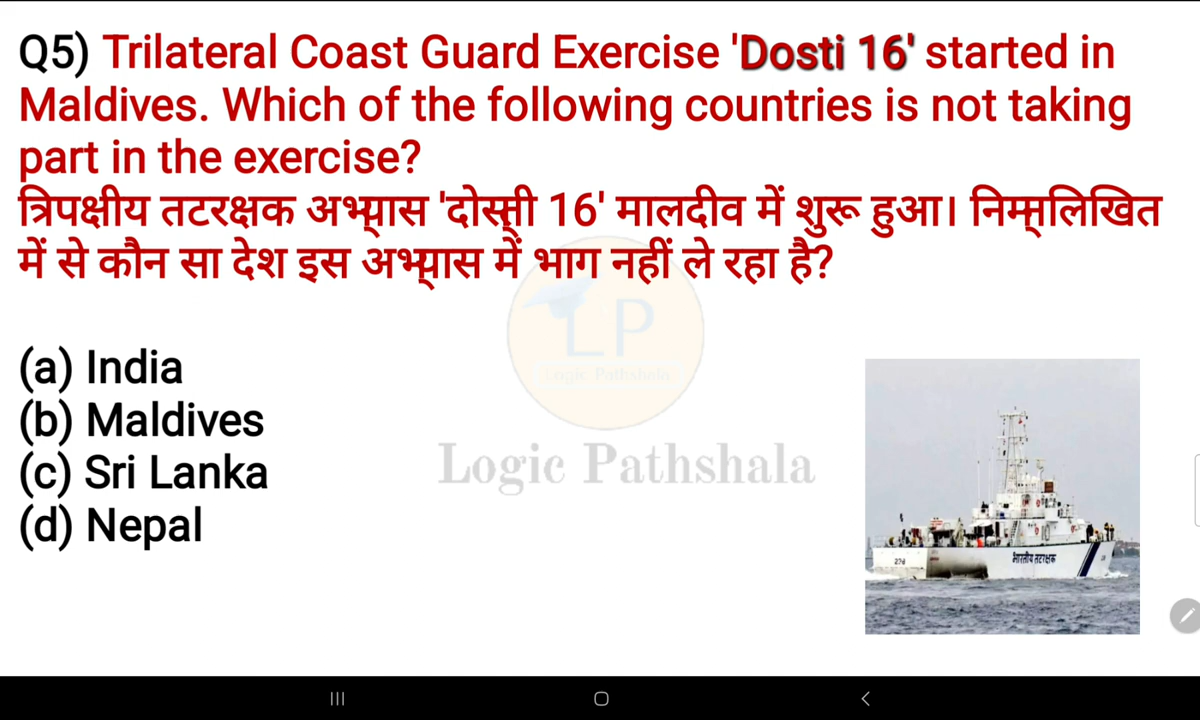 Q5) Trilateral Coast Guard Exercise 'Dosti 16' started in
Maldives. Which of the following countries is not taking
part in the exercise?
त्रिपक्षीय तटरक्षक अभ्यास 'दोस्ती 16' मालदीव में शुरू हुआ। निम्नलिखित
में से कौन सा देश इस अभ्यास में भाग नहीं ले रहा है?
LP
Logic Pathshala
Logic Pathshala
(a) India
(b) Maldives
(c) Sri Lanka
(d) Nepal
भारतीय तटरक्षक